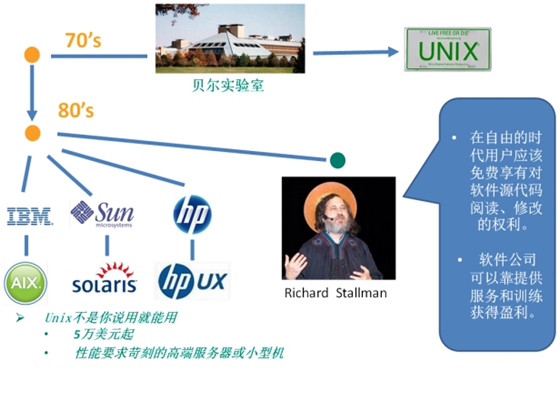 70's
贝尔实验室
LIVE FREE OR DIE
UNIX
80's
IBM
Sun
microsystems
hp
AIX
SOLARIS
hp UX
Richard Stallman
在自由的时
代用户应该
免费享有对
软件源代码
阅读、修改
的权利。
软件公司
可以靠提供
服务和训练
获得盈利。
Unix不是你说用就能用
5万美元起
性能要求苛刻的高端服务器或小型机